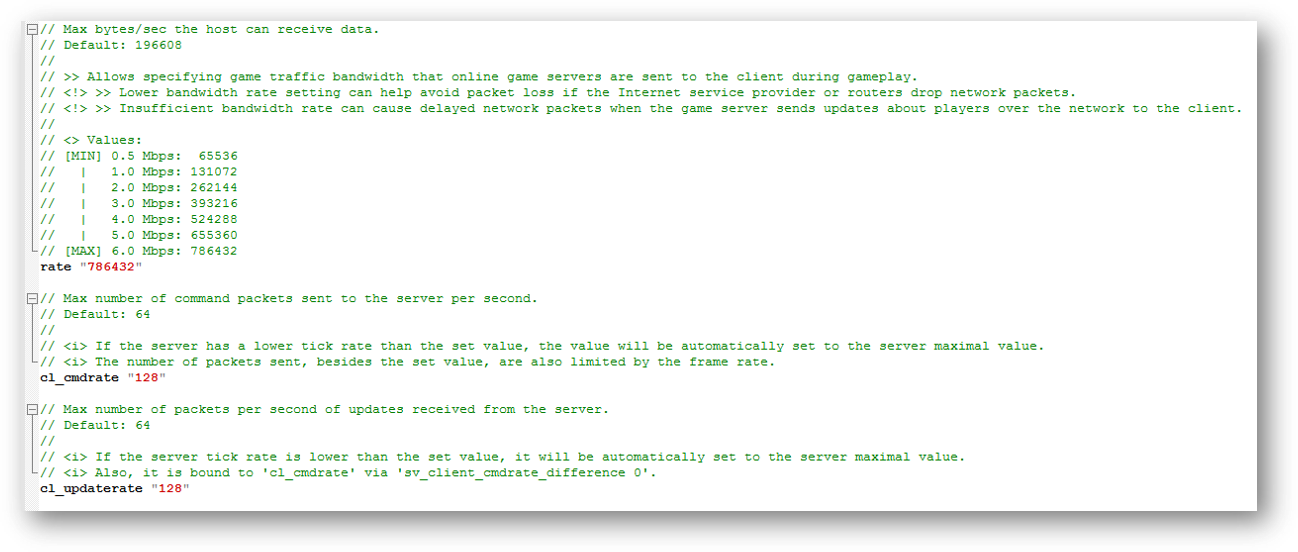 // Max bytes/sec the host can receive data.
// Default: 196608
//
// >> Allows specifying game traffic bandwidth that online game servers are sent to the client during gameplay.
// <!> >> Lower bandwidth rate setting can help avoid packet loss if the Internet service provider or routers drop network packets.
// <!> >> Insufficient bandwidth rate can cause delayed network packets when the game server sends updates about players over the network to the client.
//
// <> Values:
// [MIN] 0.5 Mbps:  65536
//   |   1.0 Mbps: 131072
//   |   2.0 Mbps: 262144
//   |   3.0 Mbps: 393216
//   |   4.0 Mbps: 524288
//   |   5.0 Mbps: 655360
// [MAX] 6.0 Mbps: 786432
rate "786432"
// Max number of command packets sent to the server per second.
// Default: 64
//
// <i> If the server has a lower tick rate than the set value, the value will be automatically set to the server maximal value.
// <i> The number of packets sent, besides the set value, are also limited by the frame rate.
cl_cmdrate "128"
// Max number of packets per second of updates received from the server.
// Default: 64
//
// <i> If the server tick rate is lower than the set value, it will be automatically set to the server maximal value.
// <i> Also, it is bound to 'cl_cmdrate' via 'sv_client_cmdrate_difference 0'.
cl_updaterate "128"